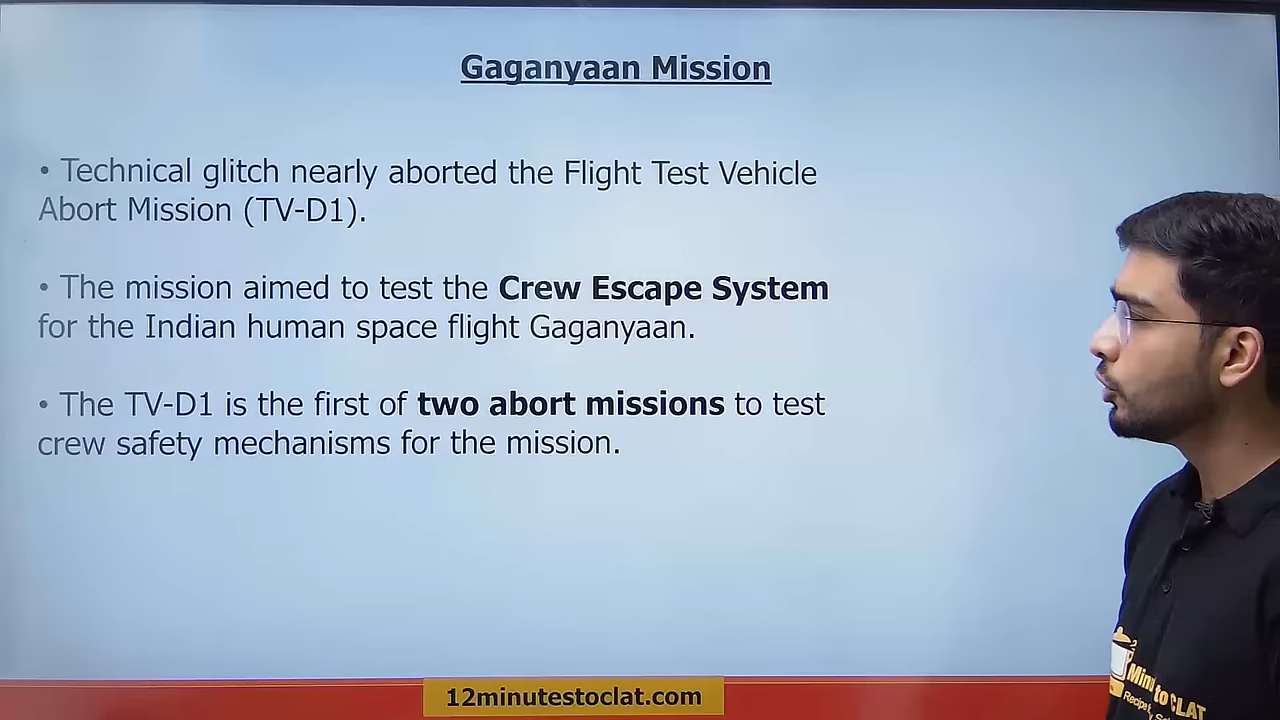 Gaganyaan Mission
• Technical glitch nearly aborted the Flight Test Vehicle
Abort Mission (TV-D1).
• The mission aimed to test the Crew Escape System
for the Indian human space flight Gaganyaan.
• The TV-D1 is the first of two abort missions to test
crew safety mechanisms for the mission.
12minutestoclat.com
to CLAT